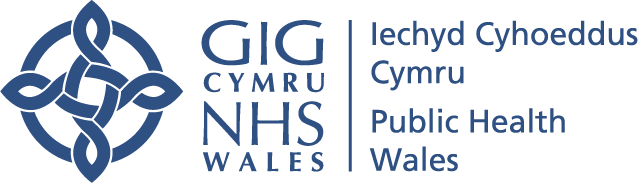 GIG
CYMRU
NHS
WALES
Iechyd Cyhoeddus
Cymru
Public Health
Wales